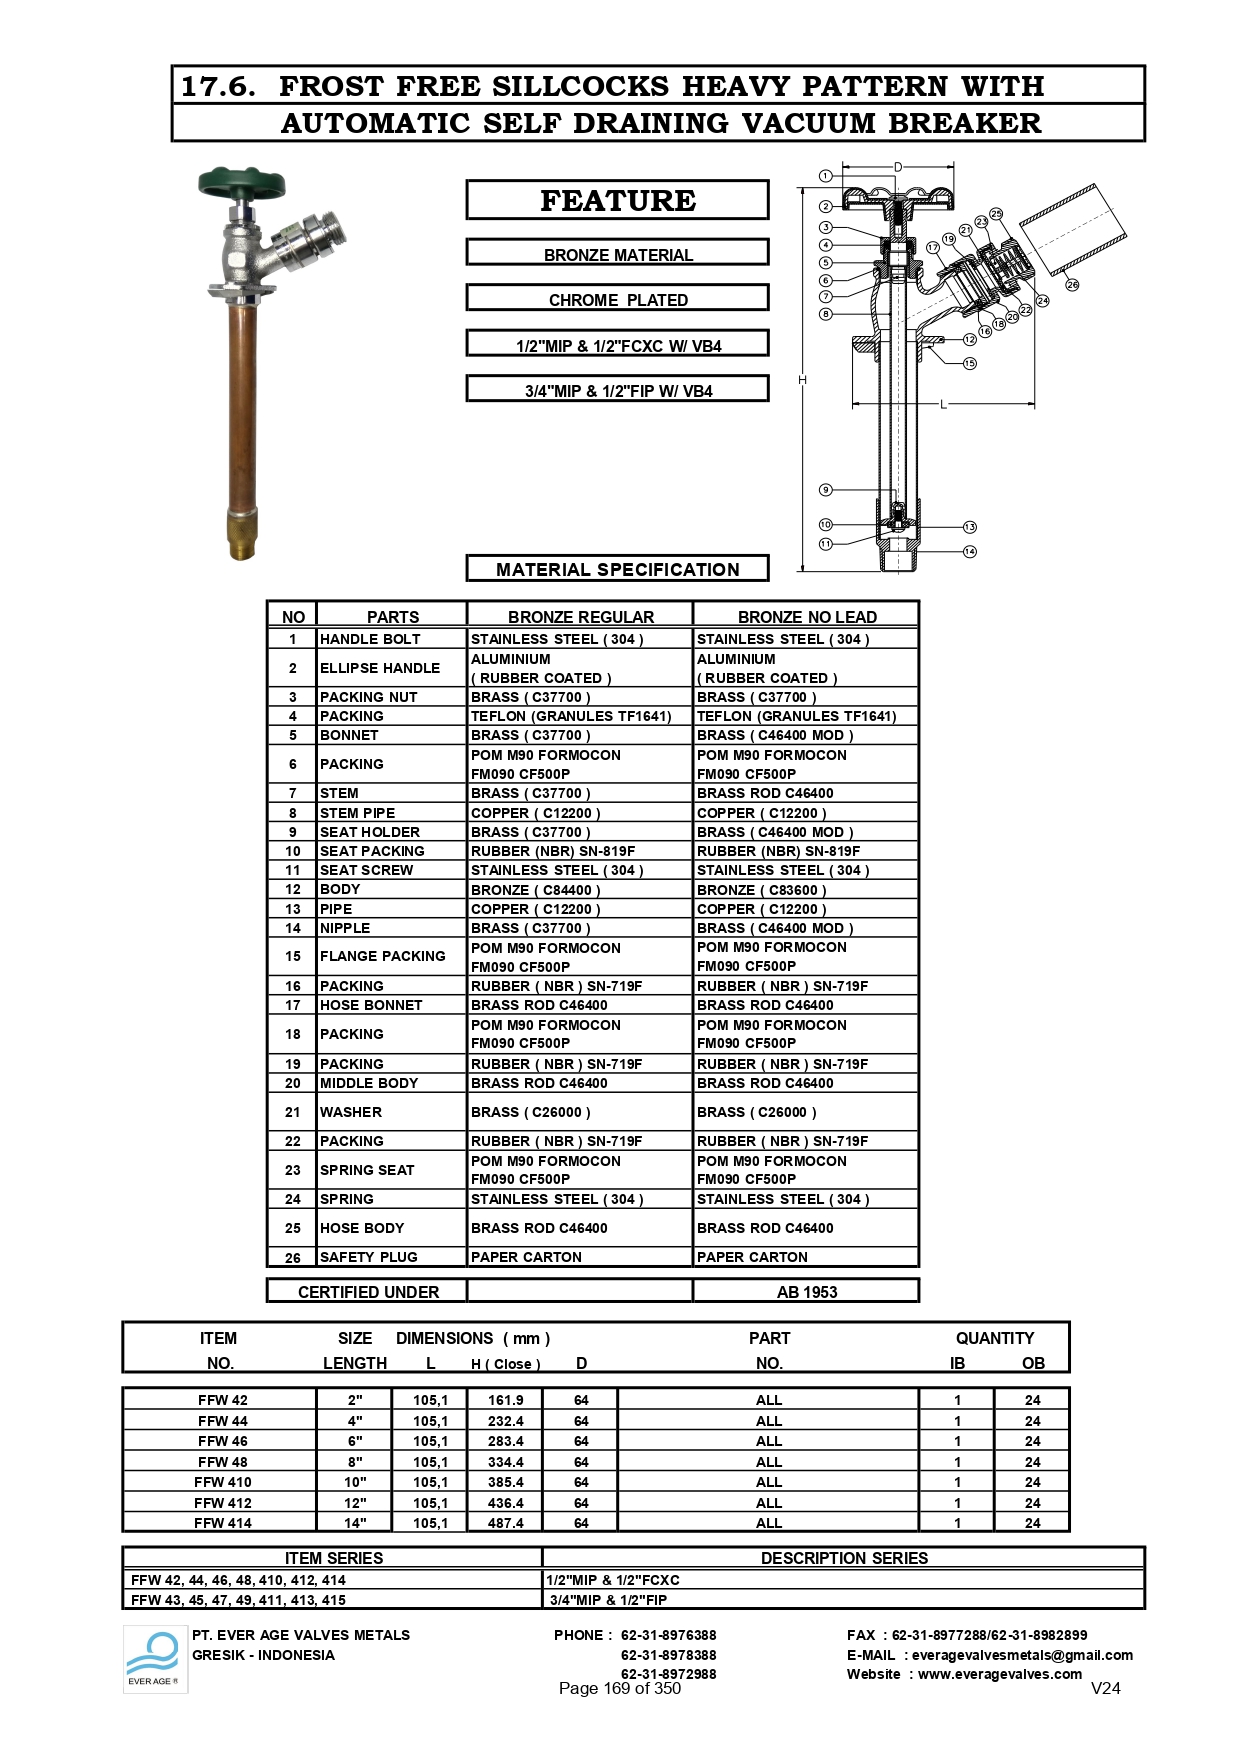 17.6. FROST FREE SILLCOCKS HEAVY PATTERN WITH
AUTOMATIC SELF DRAINING VACUUM BREAKER
FEATURE
BRONZE MATERIAL
CHROME PLATED
1/2"MIP & 1/2"FCXC W/ VB4
3/4"MIP & 1/2"FIP W/ VB4
D
1
2
3
4
5
6
7
8
17
19
21
23
25
26
24
22
20
18
16
12
15
H
L
9
10
11
13
14
MATERIAL SPECIFICATION
NO PARTS BRONZE REGULAR BRONZE NO LEAD
1 HANDLE BOLT STAINLESS STEEL ( 304 ) STAINLESS STEEL ( 304 )
2 ELLIPSE HANDLE ALUMINIUM ALUMINIUM
( RUBBER COATED ) ( RUBBER COATED )
3 PACKING NUT BRASS ( C37700 ) BRASS ( C37700 )
4 PACKING TEFLON (GRANULES TF1641) TEFLON (GRANULES TF1641)
5 BONNET BRASS ( C37700 ) BRASS ( C46400 MOD )
6 PACKING POM M90 FORMOCON POM M90 FORMOCON
FM090 CF500P FM090 CF500P
7 STEM BRASS ( C37700 ) BRASS ROD C46400
8 STEM PIPE COPPER ( C12200 ) COPPER ( C12200 )
9 SEAT HOLDER BRASS ( C37700 ) BRASS ( C46400 MOD )
10 SEAT PACKING RUBBER (NBR) SN-819F RUBBER (NBR) SN-819F
11 SEAT SCREW STAINLESS STEEL ( 304 ) STAINLESS STEEL ( 304 )
12 BODY BRONZE ( C84400 ) BRONZE ( C83600 )
13 PIPE COPPER ( C12200 ) COPPER ( C12200 )
14 NIPPLE BRASS ( C37700 ) BRASS ( C46400 MOD )
15 FLANGE PACKING POM M90 FORMOCON POM M90 FORMOCON
FM090 CF500P FM090 CF500P
16 PACKING RUBBER ( NBR ) SN-719F RUBBER ( NBR ) SN-719F
17 HOSE BONNET BRASS ROD C46400 BRASS ROD C46400
18 PACKING POM M90 FORMOCON POM M90 FORMOCON
FM090 CF500P FM090 CF500P
19 PACKING RUBBER ( NBR ) SN-719F RUBBER ( NBR ) SN-719F
20 MIDDLE BODY BRASS ROD C46400 BRASS ROD C46400
21 WASHER BRASS ( C26000 ) BRASS ( C26000 )
22 PACKING RUBBER ( NBR ) SN-719F RUBBER ( NBR ) SN-719F
23 SPRING SEAT POM M90 FORMOCON POM M90 FORMOCON
FM090 CF500P FM090 CF500P
24 SPRING STAINLESS STEEL ( 304 ) STAINLESS STEEL ( 304 )
25 HOSE BODY BRASS ROD C46400 BRASS ROD C46400
26 SAFETY PLUG PAPER CARTON PAPER CARTON
CERTIFIED UNDER AB 1953
ITEM SIZE DIMENSIONS ( mm ) PART QUANTITY
NO. LENGTH L H ( Close ) D NO. IB OB
FFW 42 2" 105,1 161.9 64 ALL 1 24
FFW 44 4" 105,1 232.4 64 ALL 1 24
FFW 46 6" 105,1 283.4 64 ALL 1 24
FFW 48 8" 105,1 334.4 64 ALL 1 24
FFW 410 10" 105,1 385.4 64 ALL 1 24
FFW 412 12" 105,1 436.4 64 ALL 1 24
FFW 414 14" 105,1 487.4 64 ALL 1 24
ITEM SERIES DESCRIPTION SERIES
FFW 42, 44, 46, 48, 410, 412, 414 1/2"MIP & 1/2"FCXC
FFW 43, 45, 47, 49, 411, 413, 415 3/4"MIP & 1/2"FIP
PT. EVER AGE VALVES METALS PHONE : 62-31-8976388 FAX : 62-31-8977288/62-31-8982899
GRESIK - INDONESIA 62-31-8978388 E-MAIL : everagevalvesmetals@gmail.com
62-31-8972988 Website : www.everagevalves.com
EVER AGE ®
Page 169 of 350 V24